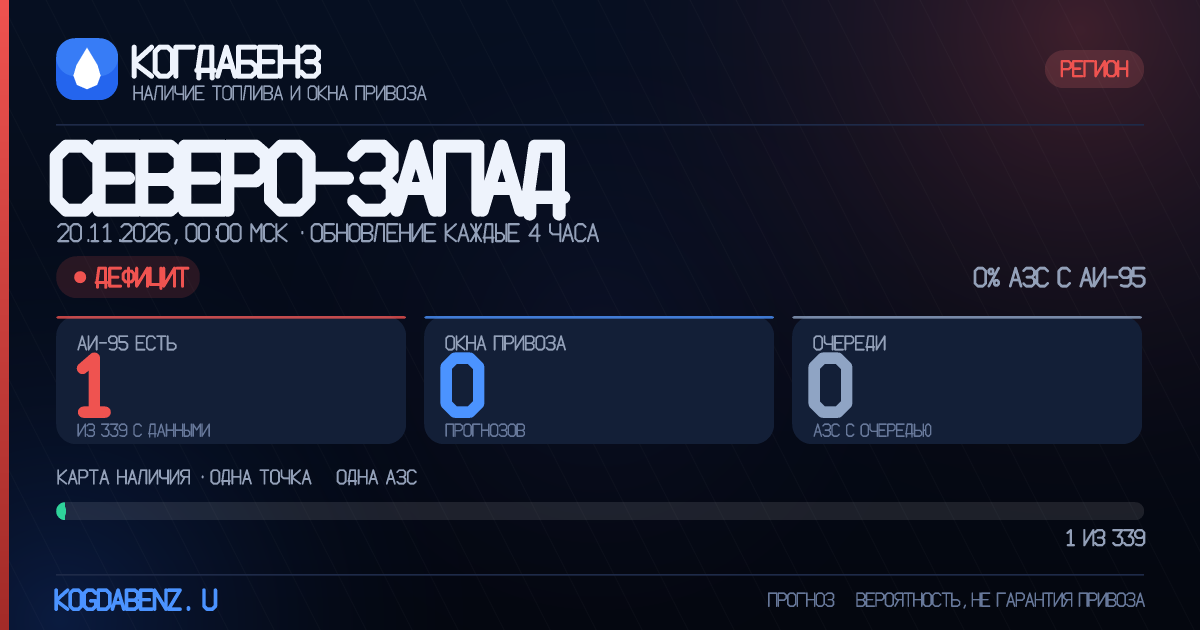 КОГДАБЕНЗ
НАЛИЧИЕ ТОПЛИВА И ОКНА ПРИВОЗА
РЕГИОН
СЕВЕРО-ЗАПАД
20.11.2026, 00:00 МСК · ОБНОВЛЕНИЕ КАЖДЫЕ 4 ЧАСА
ДЕФИЦИТ
0% АЗС С АИ-95
АИ-95 ЕСТЬ
1
ИЗ 339 С ДАННЫМИ
ОКНА ПРИВОЗА
0
ПРОГНОЗОВ
ОЧЕРЕДИ
0
АЗС С ОЧЕРЕДЬЮ
КАРТА НАЛИЧИЯ · ОДНА ТОЧКА ОДНА АЗС
1 ИЗ 339
KOGDABENZ. U
ПРОГНОЗ ВЕРОЯТНОСТЬ, НЕ ГАРАНТИЯ ПРИВОЗА